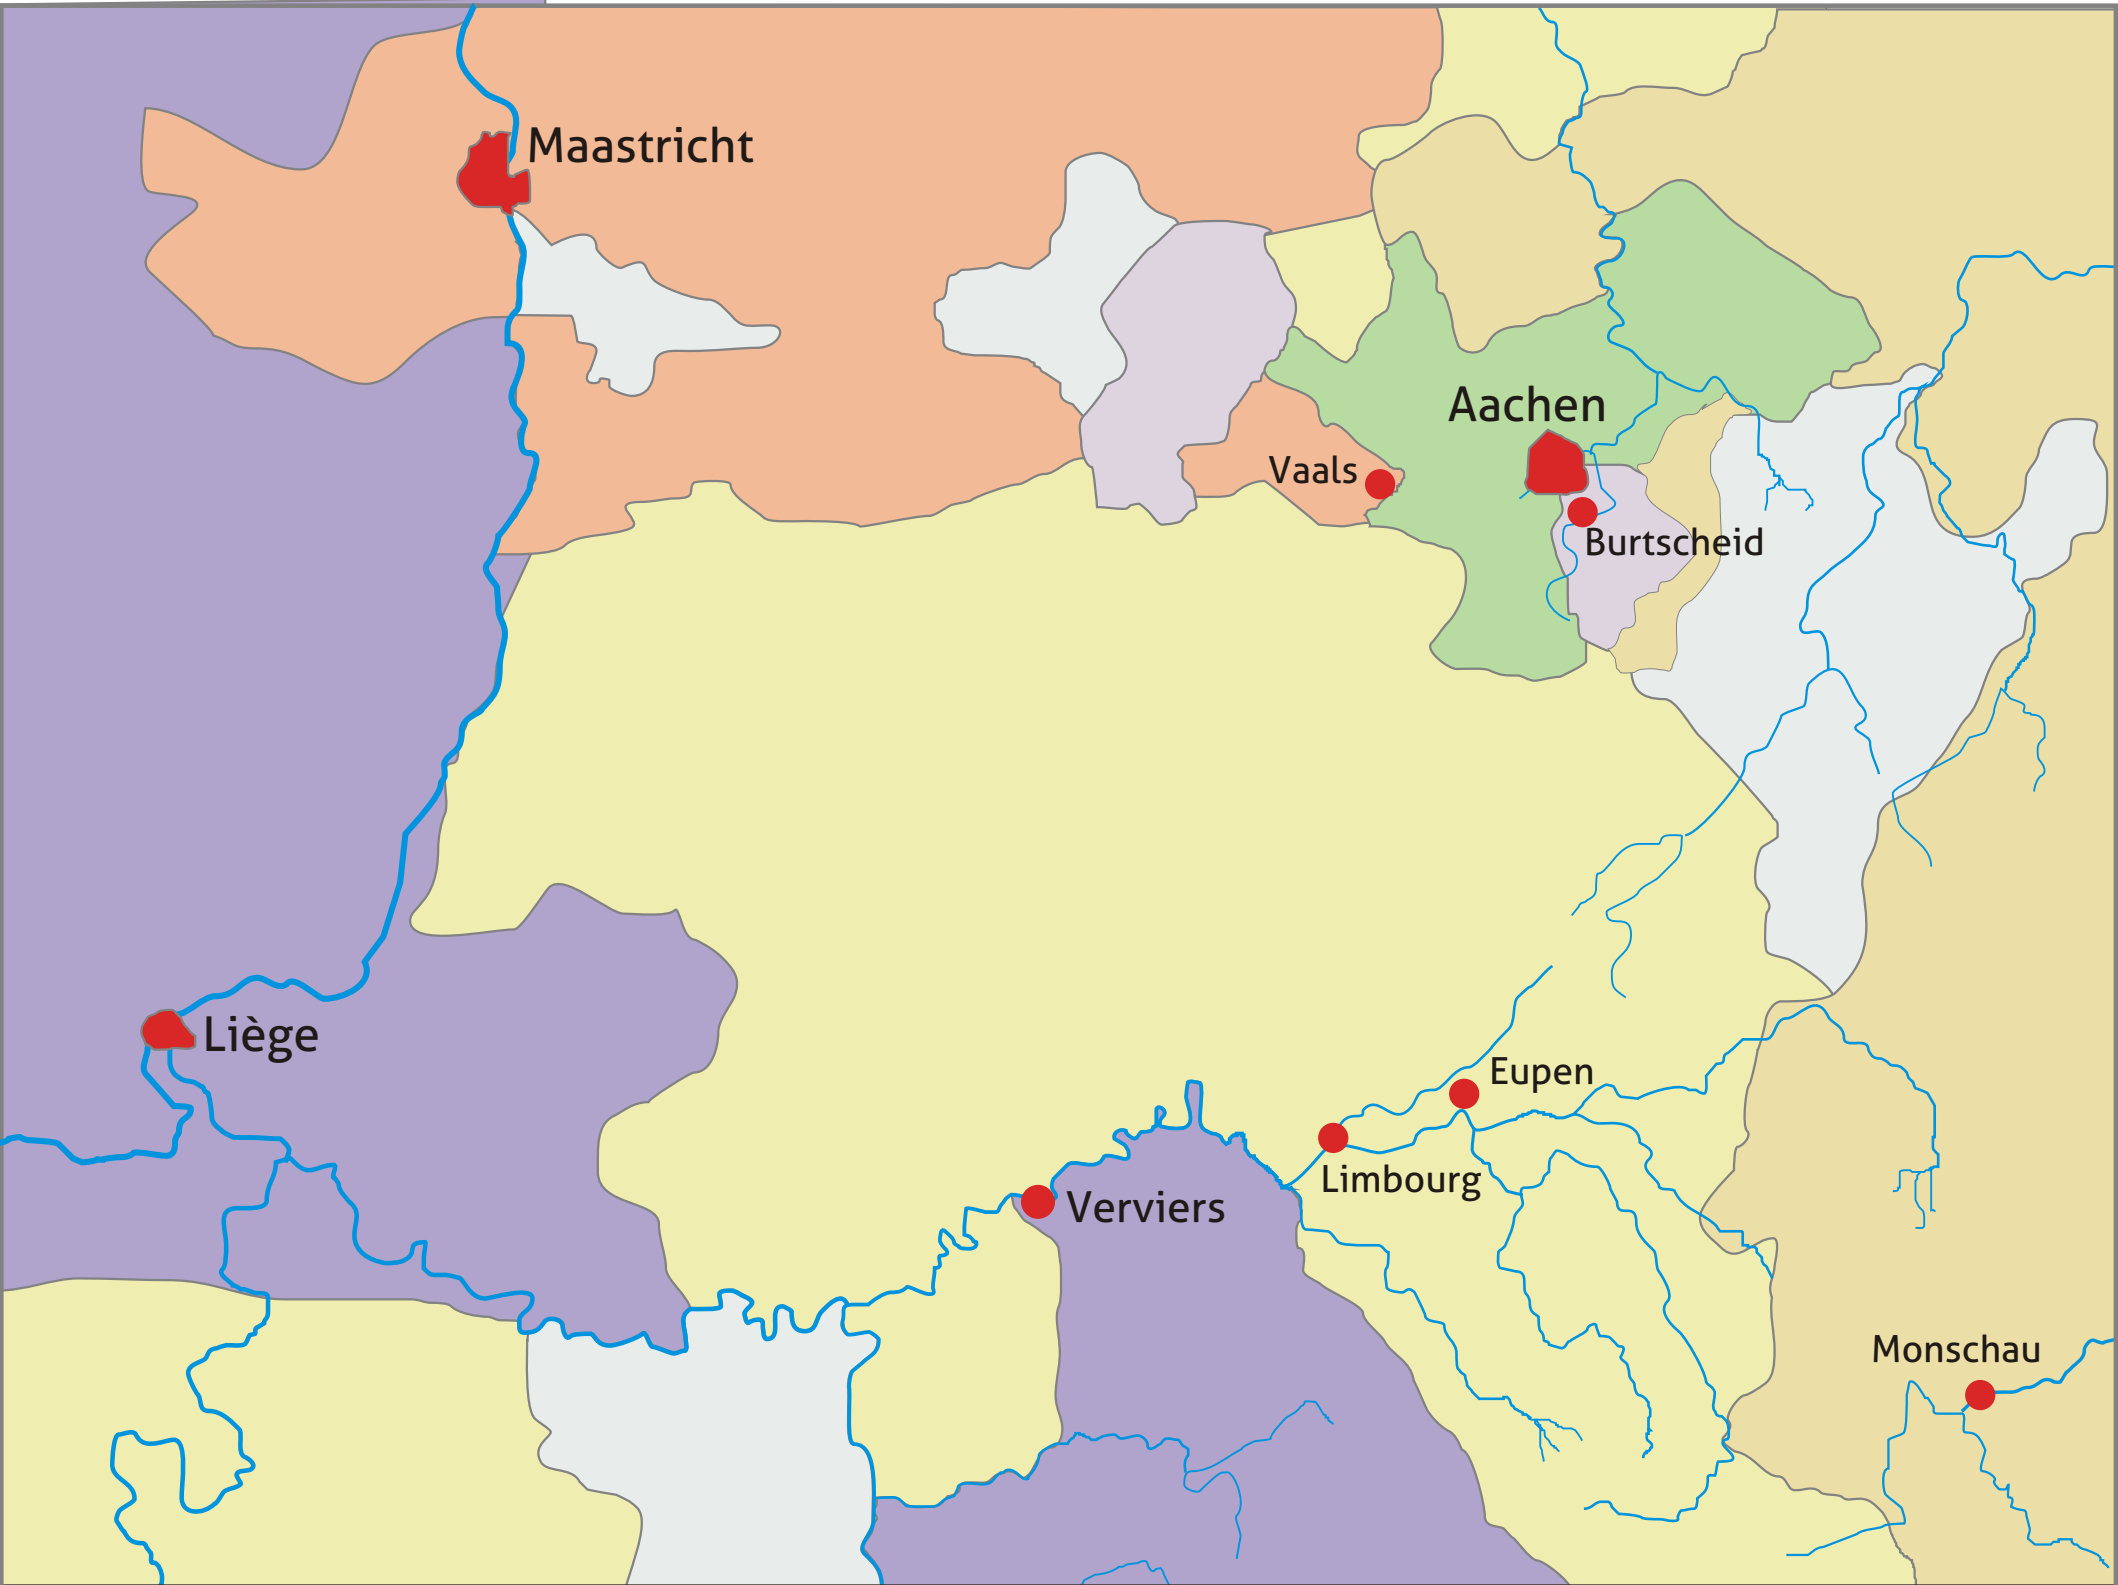 Maastricht
Aachen
Vaals
Burtscheid
Liège
Eupen
Limbourg
Verviers
Monschau